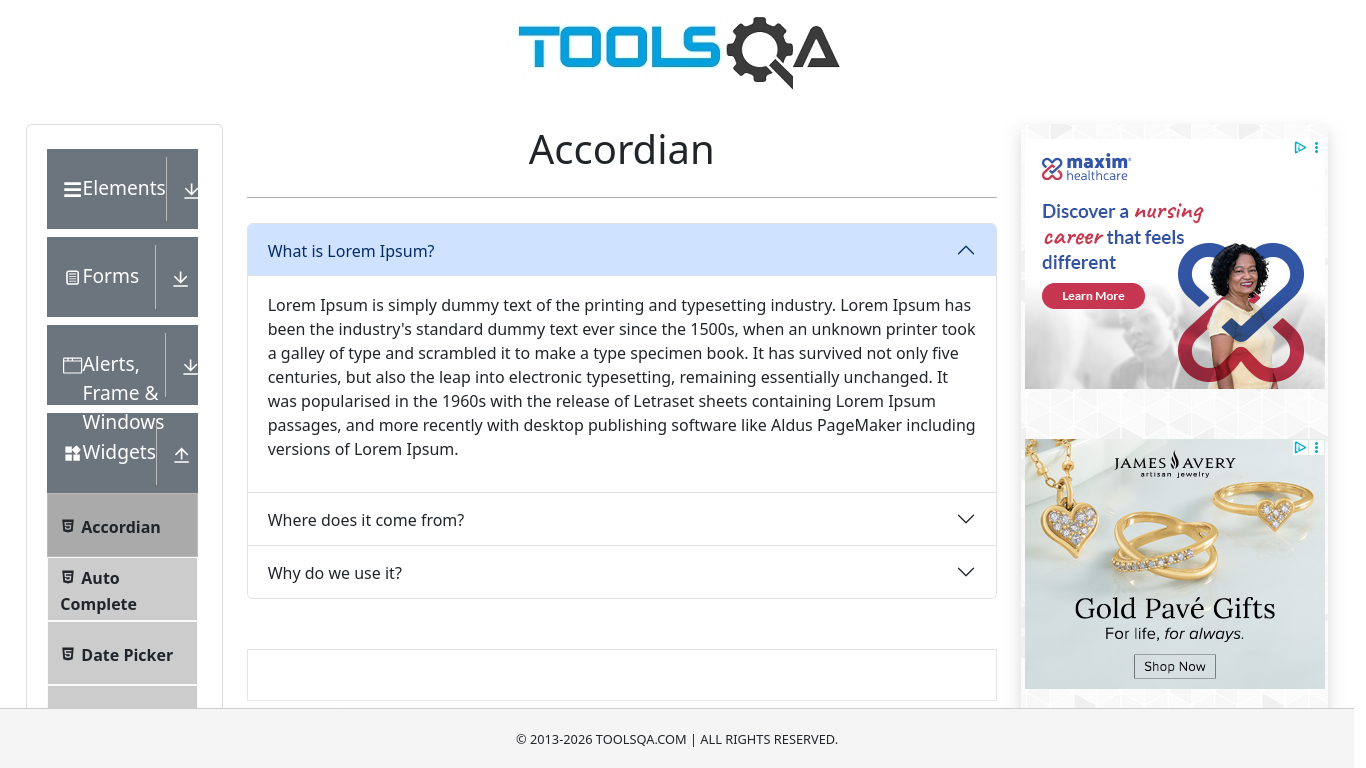 TOOLSQA
Elements
Forms
Alerts,
Frame &
Windows
Widgets
Accordian
Auto
Complete
Date Picker
Accordian
What is Lorem Ipsum?
Lorem Ipsum is simply dummy text of the printing and typesetting industry. Lorem Ipsum has
been the industry's standard dummy text ever since the 1500s, when an unknown printer took
a galley of type and scrambled it to make a type specimen book. It has survived not only five
centuries, but also the leap into electronic typesetting, remaining essentially unchanged. It
was popularised in the 1960s with the release of Letraset sheets containing Lorem Ipsum
passages, and more recently with desktop publishing software like Aldus PageMaker including
versions of Lorem Ipsum.
Where does it come from?
Why do we use it?
maxim
healthcare
Discover a nursing
career that feels
different
Learn More
JAMES AVERY
artisan jewelry
Gold Pavé Gifts
For life, for always.
Shop Now
© 2013-2026 TOOLSQA.COM | ALL RIGHTS RESERVED.